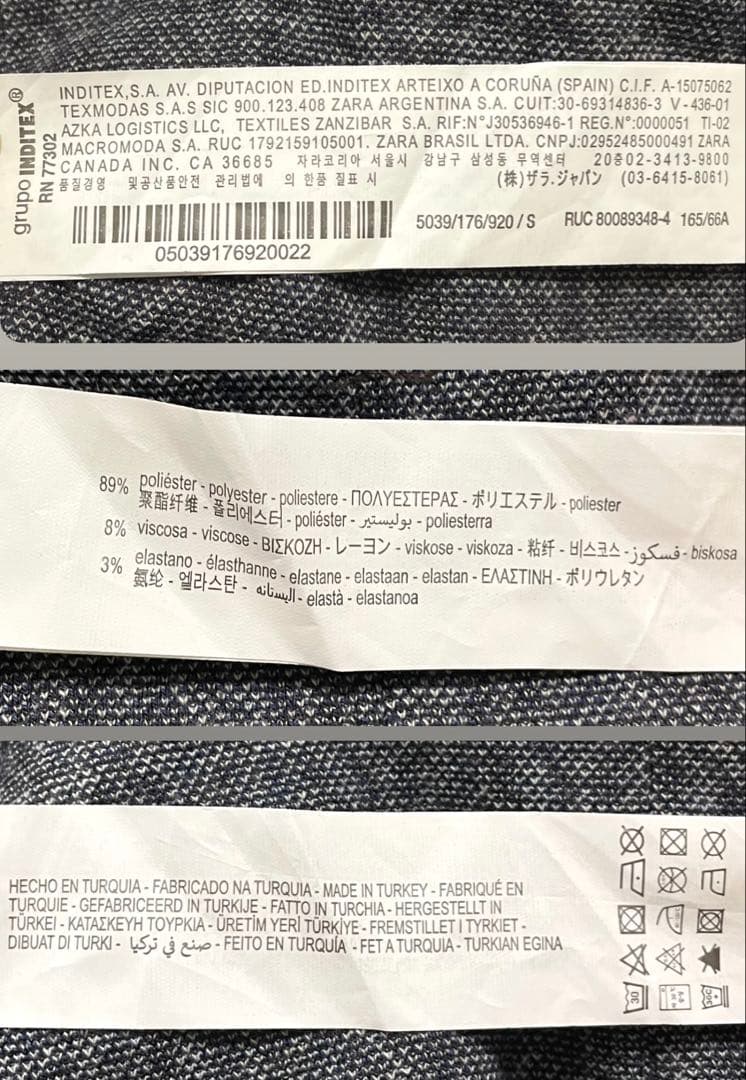 grupo INDITEX®
RN 77302
INDITEX,S.A. AV. DIPUTACION ED.INDITEX ARTEIXO A CORUÑA (SPAIN) C.I.F. A-15075062
TEXMODAS S.A.S SIC 900.123.408 ZARA ARGENTINA S.A. CUIT:30-69314836-3 V-436-01
AZKA LOGISTICS LLC, TEXTILES ZANZIBAR S.A. RIF:N°J30536946-1 REG.N°:0000051 TI-02
MACROMODA S.A. RUC 1792159105001. ZARA BRASIL LTDA. CNPJ:02952485000491 ZARA
CANADA INC. CA 36685 자라코리아 서울시 강남구 삼성동 무역센터 20층02-3413-9800
품질경영 및공산품안전 관리법에 의 한품 질표 시 (株)ザラ.ジャパン (03-6415-8061)
5039/176/920 / S RUC 80089348-4 165/66A
05039176920022
89% poliéster - polyester - poliestere - ΠΟΛΥΕΣΤΕΡΑΣ - ポリエステル - poliester
聚酯纤维 - 폴리에스터 - poliéster - بوليستير - poliesterra
8% viscosa - viscose - ΒΙΣΚΟΖΗ - レーヨン - viskose - viskoza - 粘纤 - 비스코스 - فسكوز - biskosa
3% elastano - élasthanne - elastane - elastaan - elastan - ΕΛΑΣΤΙΝΗ - ポリウレタン
氨纶 - 엘라스탄 - اليستانه - elastà - elastanoa
HECHO EN TURQUIA - FABRICADO NA TURQUIA - MADE IN TURKEY - FABRIQUÉ EN
TURQUIE - GEFABRICEERD IN TURKIJE - FATTO IN TURCHIA - HERGESTELLT IN
TÜRKEI - ΚΑΤΑΣΚΕΥΗ ΤΟΥΡΚΙΑ - ÜRETİM YERİ TÜRKİYE - FREMSTILLET I TYRKIET -
DIBUAT DI TURKI - صنع في تركيا - FEITO EN TURQUÍA - FET A TURQUIA - TURKIAN EGINA
30
30C